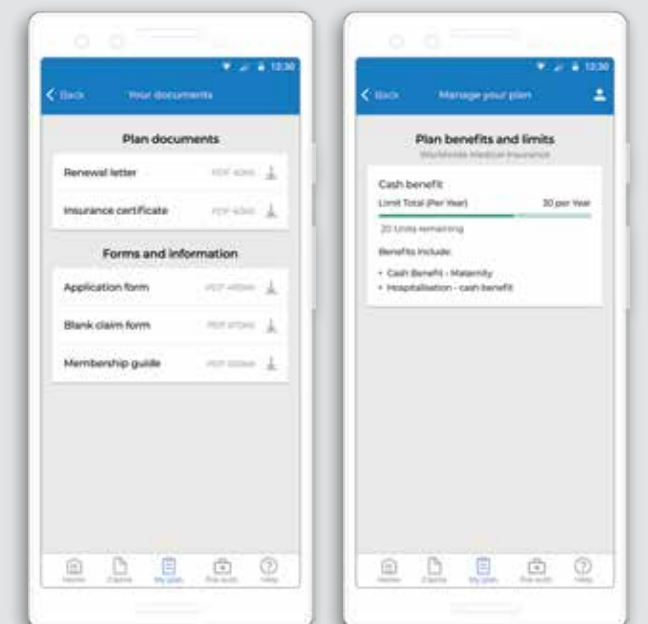 12:30
Back Your documents
Plan documents
Renewal letter
Insurance certificate
Forms and information
Application form
Blank claim form
Membership guide
Home Claims My plan Pre-auth Help
12:30
Back Manage your plan
Plan benefits and limits
Worldwide Medical Insurance
Cash benefit
Limit Total (Per Year) 30 per Year
20 Units remaining
Benefits Include:
• Cash Benefit - Maternity
• Hospitalisation - cash benefit
Home Claims My plan Pre-auth Help